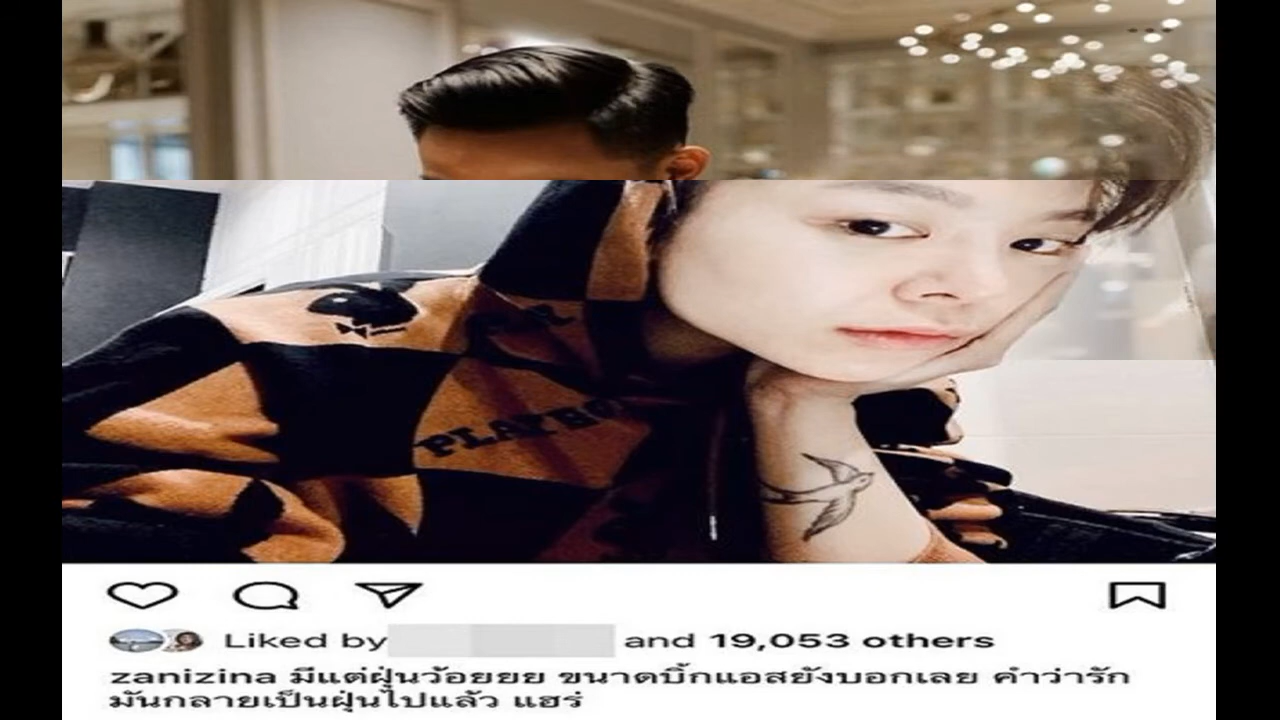 PLAYBO
Liked by and 19,053 others
zanizina มีแต่ฝุ่นว้อยยยย ขนาดบิ๊กแอสยังบอกเลย คำว่ารัก
มันกลายเป็นฝุ่นไปแล้ว แฮร่